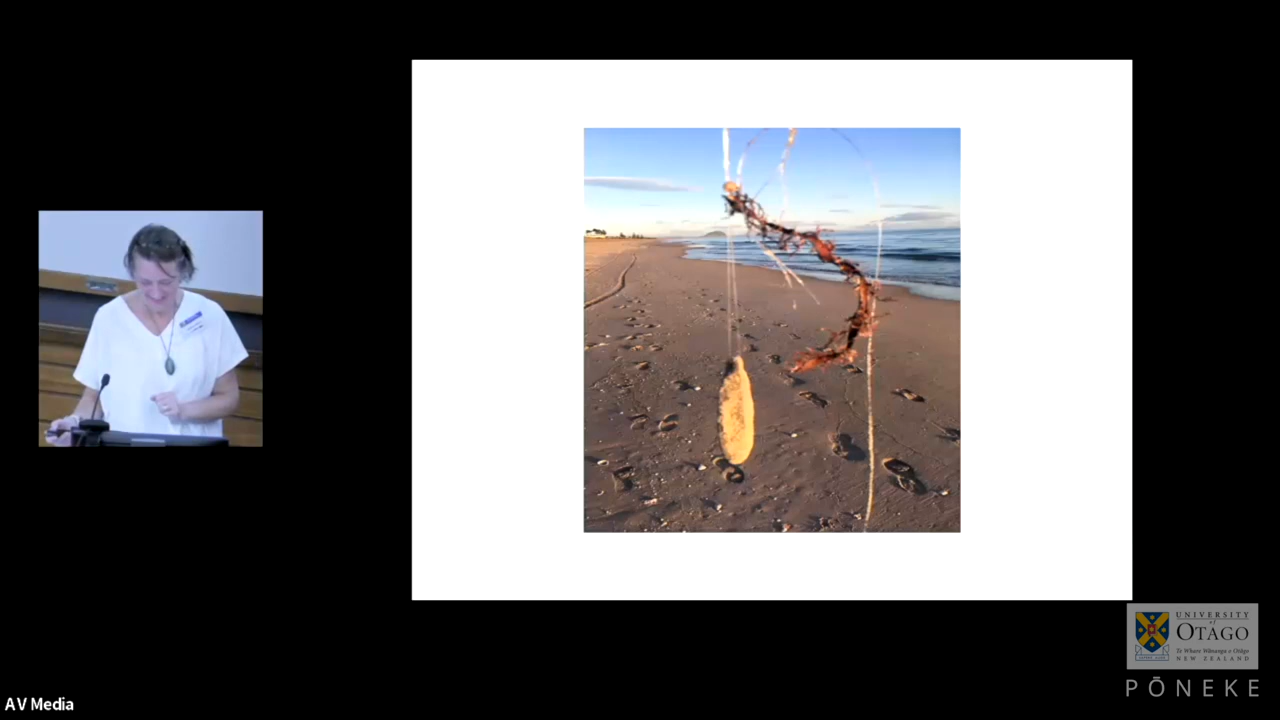 UNIVERSITY
of
OTAGO
Te Whare Wānanga o Otāgo
NEW ZEALAND
PŌNEKE
AV Media